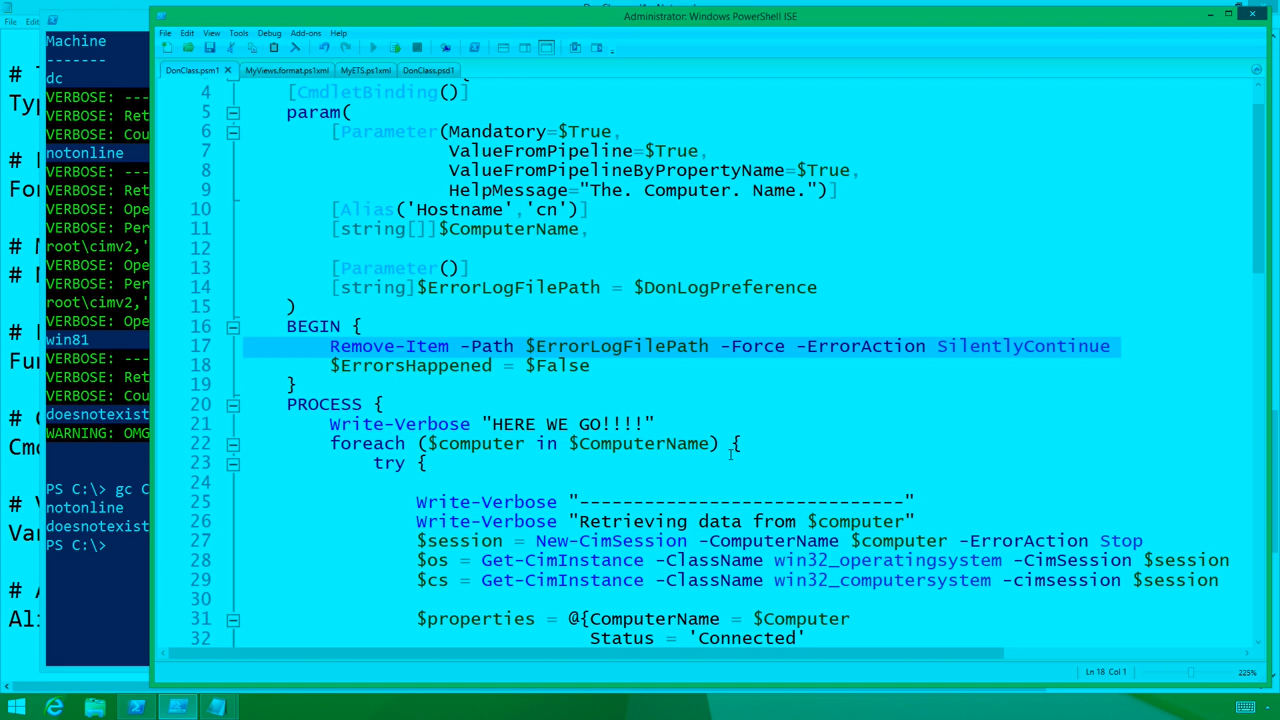 Administrator: Windows PowerShell ISE
File Edit View Tools Debug Add-ons Help
DonClass.psm1 MyViews.format.ps1xml MyETS.ps1xml DonClass.psd1
4 [CmdletBinding()]
5 param(
6 [Parameter(Mandatory=$True,
7 ValueFromPipeline=$True,
8 ValueFromPipelineByPropertyName=$True,
9 HelpMessage="The. Computer. Name.")]
10 [Alias('Hostname','cn')]
11 [string[]]$ComputerName,
12
13 [Parameter()]
14 [string]$ErrorLogFilePath = $DonLogPreference
15 )
16 BEGIN {
17 Remove-Item -Path $ErrorLogFilePath -Force -ErrorAction SilentlyContinue
18 $ErrorsHappened = $False
19 }
20 PROCESS {
21 Write-Verbose "HERE WE GO!!!!"
22 foreach ($computer in $ComputerName) {
23 try {
24
25 Write-Verbose "------------------------------"
26 Write-Verbose "Retrieving data from $computer"
27 $session = New-CimSession -ComputerName $computer -ErrorAction Stop
28 $os = Get-CimInstance -ClassName win32_operatingsystem -CimSession $session
29 $cs = Get-CimInstance -ClassName win32_computersystem -cimsession $session
30
31 $properties = @{ComputerName = $Computer
32 Status = 'Connected'
Ln 18 Col 1 225%
Machine
-------
dc
VERBOSE: ---
VERBOSE: Ret
VERBOSE: Cou
notonline
VERBOSE: ---
VERBOSE: Ret
VERBOSE: Ope
VERBOSE: Per
root\cimv2,'
VERBOSE: Ope
VERBOSE: Per
root\cimv2,'
VERBOSE: Ope
win81
VERBOSE: ---
VERBOSE: Ret
VERBOSE: Cou
doesnotexist
WARNING: OMG
PS C:\> gc C
notonline
doesnotexist
PS C:\>
File Edit
#
Typ
#
For
#
#
#
Fun
#
Cmd
#
Var
#
Ali